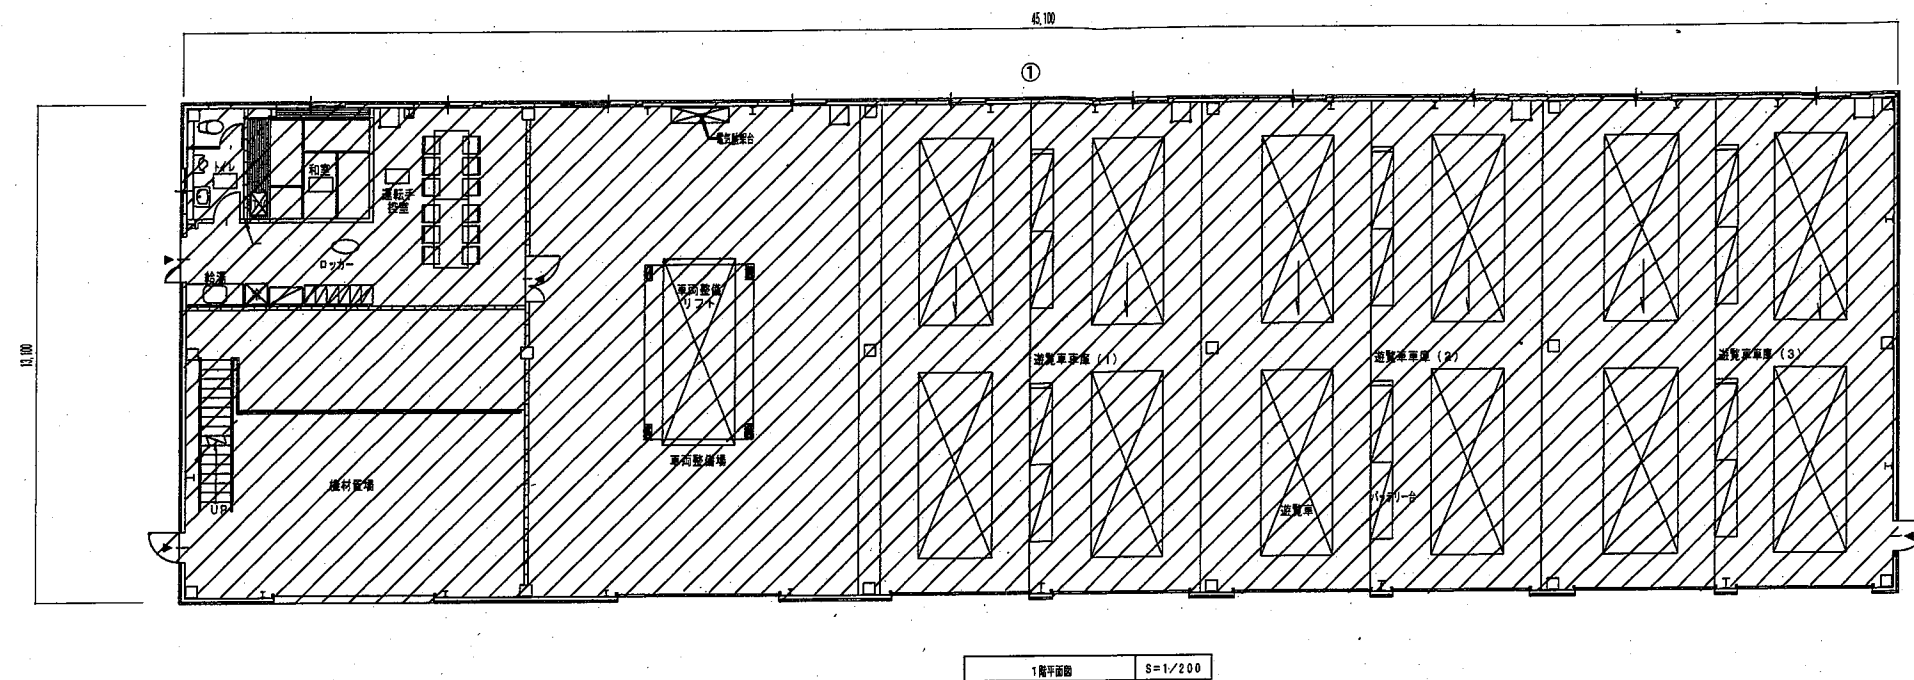 45,100
①
13,100
電気融架台
トイレ
和室
運転手
控室
ロッカー
給湯
車両整備
リフト
車両整備場
遊覧車車庫(1)
遊覧車車庫(2)
遊覧車車庫(3)
機材置場
UP
遊覧車
バッテリー台
1階平面図
S=1/200